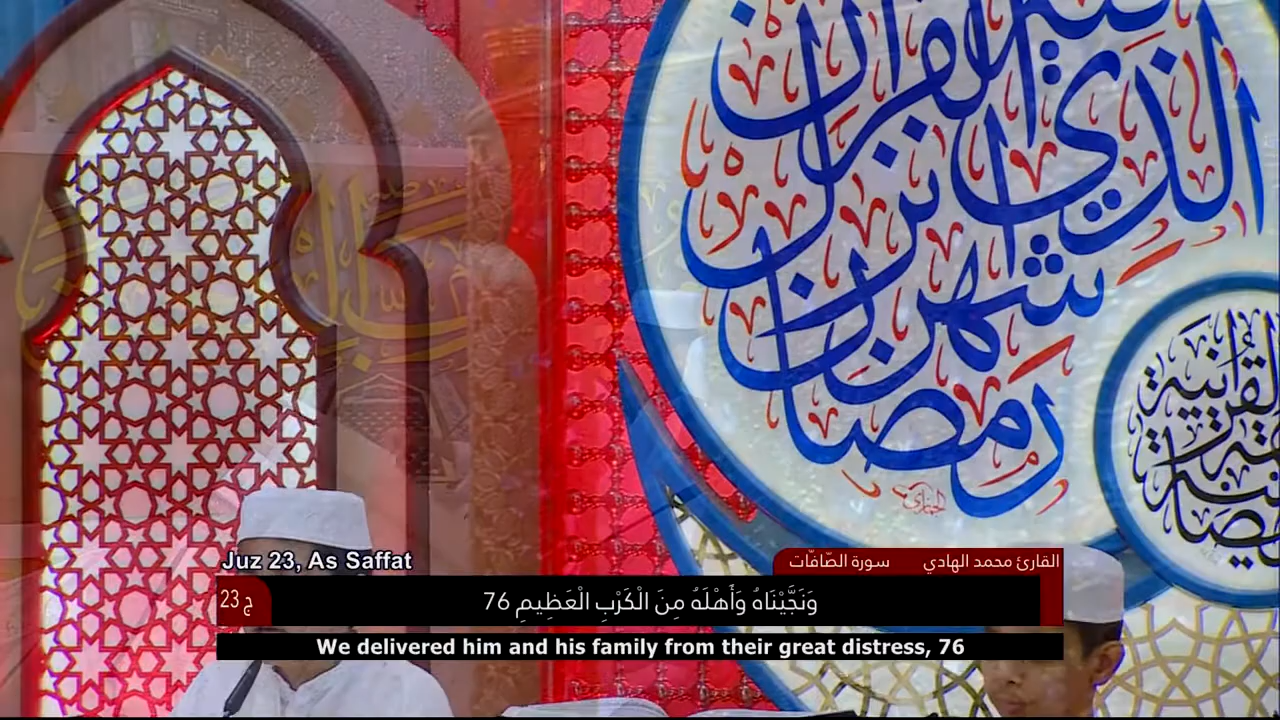 القرآن
الذي أنزل
شهر رمضان
Juz 23, As Saffat
القارئ محمد الهادي سورة الصّافّات
ج 23
وَنَجَّيْنَاهُ وَأَهْلَهُ مِنَ الْكَرْبِ الْعَظِيمِ 76
We delivered him and his family from their great distress, 76